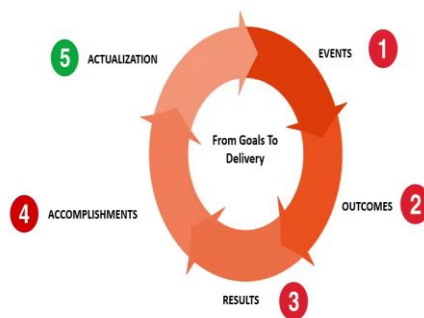 5 ACTUALIZATION
EVENTS 1
From Goals To
Delivery
4 ACCOMPLISHMENTS
OUTCOMES 2
RESULTS 3